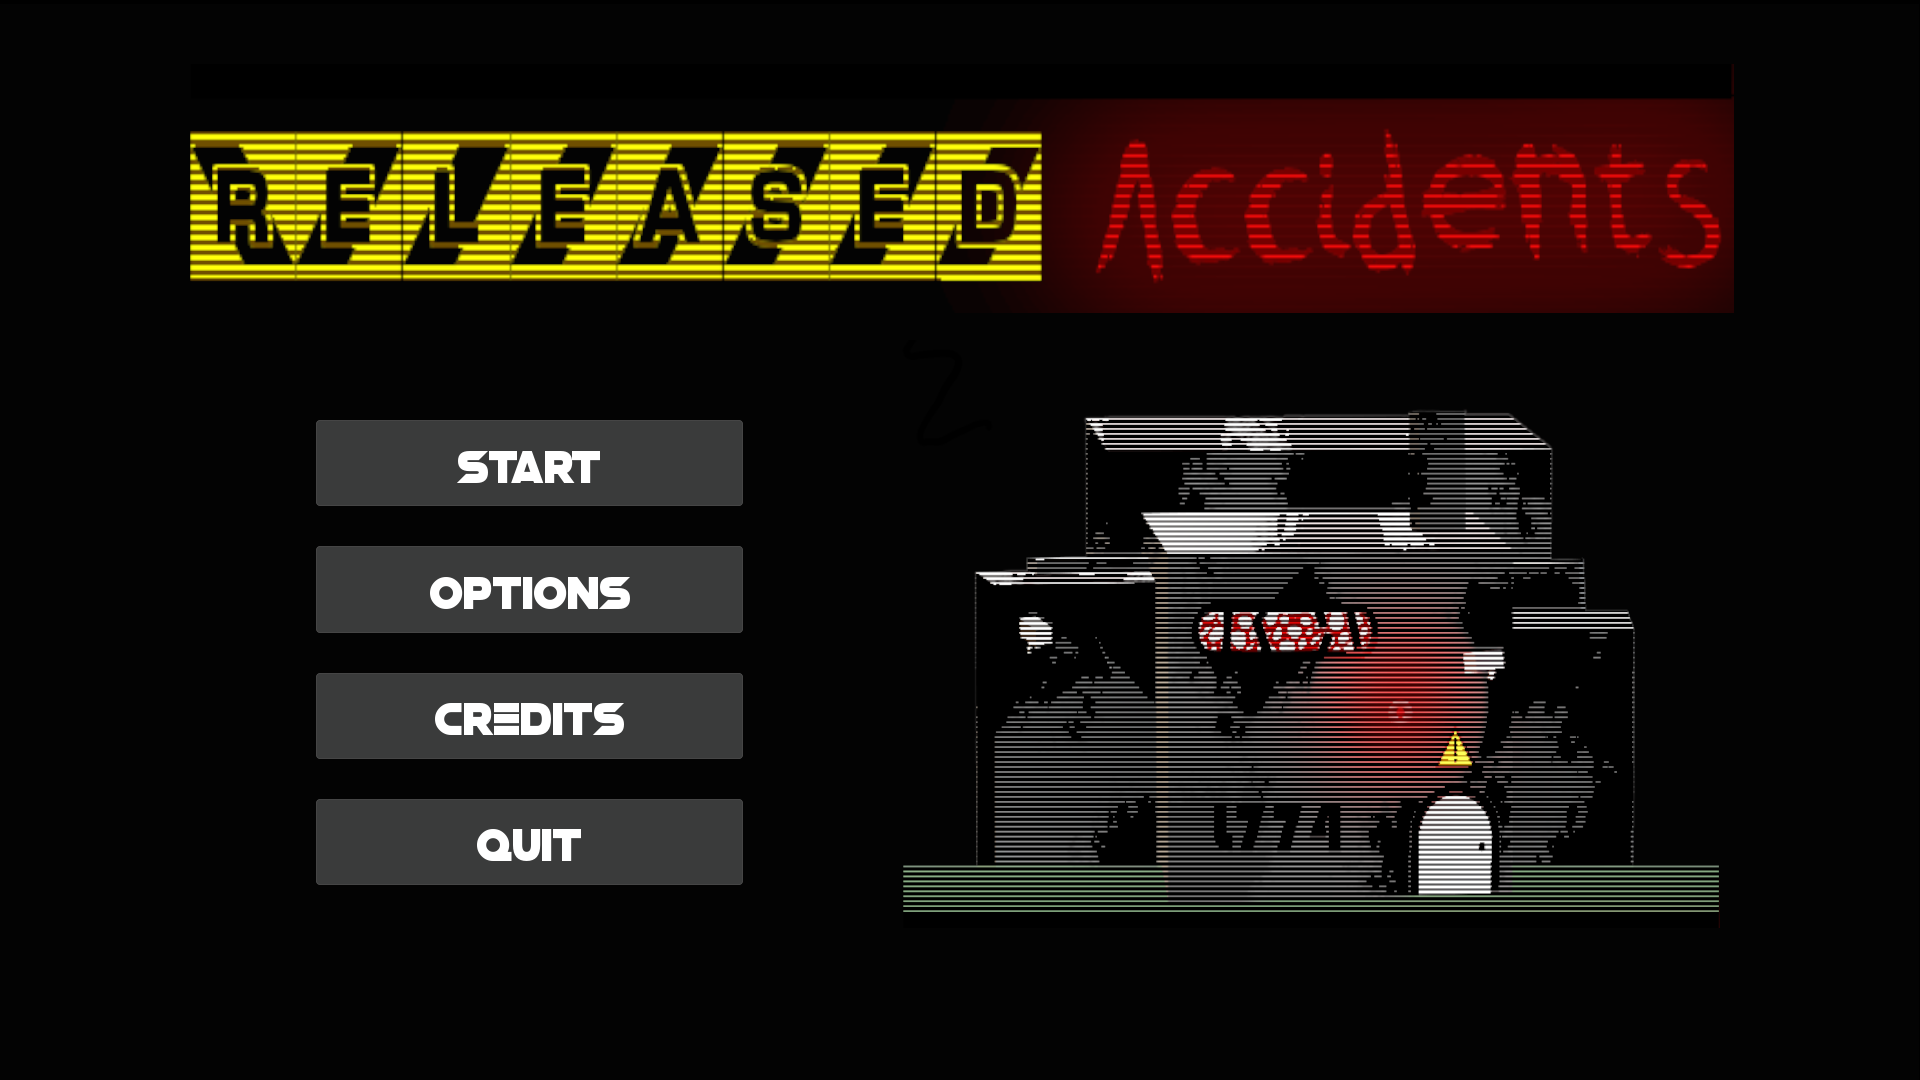 RELEASED Accidents
START
OPTIONS
CREDITS
QUIT